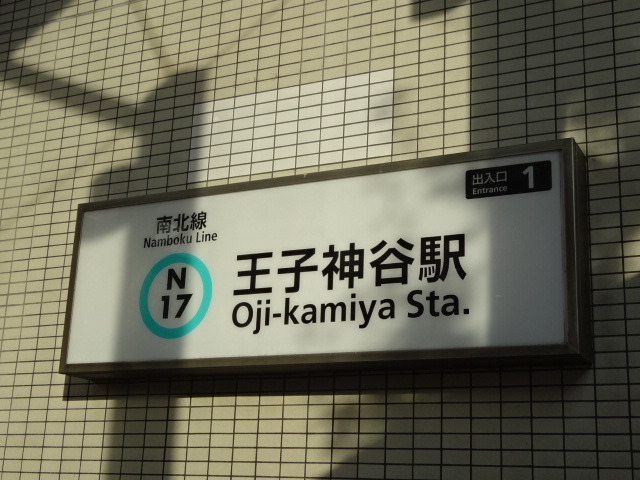 出入口
Entrance
1
南北線
Namboku Line
N
17
王子神谷駅
Oji-kamiya Sta.